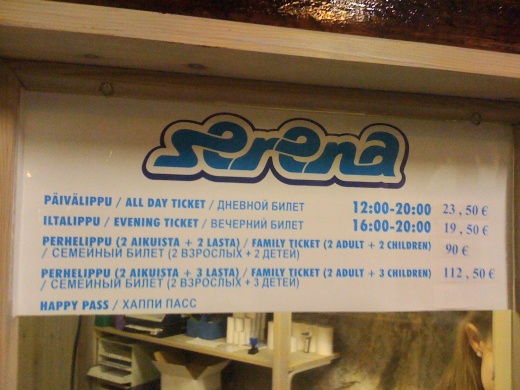 serena
PÄIVÄLIPPU / ALL DAY TICKET / ДНЕВНОЙ БИЛЕТ 12:00-20:00 23,50 €
ILTALIPPU / EVENING TICKET / ВЕЧЕРНИЙ БИЛЕТ 16:00-20:00 19,50 €
PERHELIPPU (2 AIKUISTA + 2 LASTA) / FAMILY TICKET (2 ADULT + 2 CHILDREN) 90 €
/ СЕМЕЙНЫЙ БИЛЕТ (2 ВЗРОСЛЫХ + 2 ДЕТЕЙ)
PERHELIPPU (2 AIKUISTA + 3 LASTA) / FAMILY TICKET (2 ADULT + 3 CHILDREN) 112,50 €
/ СЕМЕЙНЫЙ БИЛЕТ (2 ВЗРОСЛЫХ + 3 ДЕТЕЙ)
HAPPY PASS / ХАППИ ПАСС